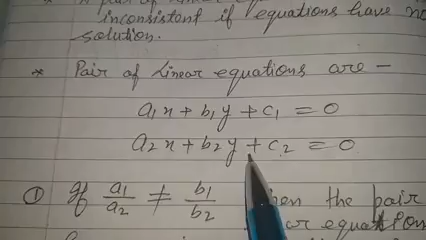 inconsistent if equations have no
solution.
* Pair of linear equations are -
a₁x + b₁y + c₁ = 0
a₂x + b₂y + c₂ = 0
① If a₁/a₂ ≠ b₁/b₂ the pair